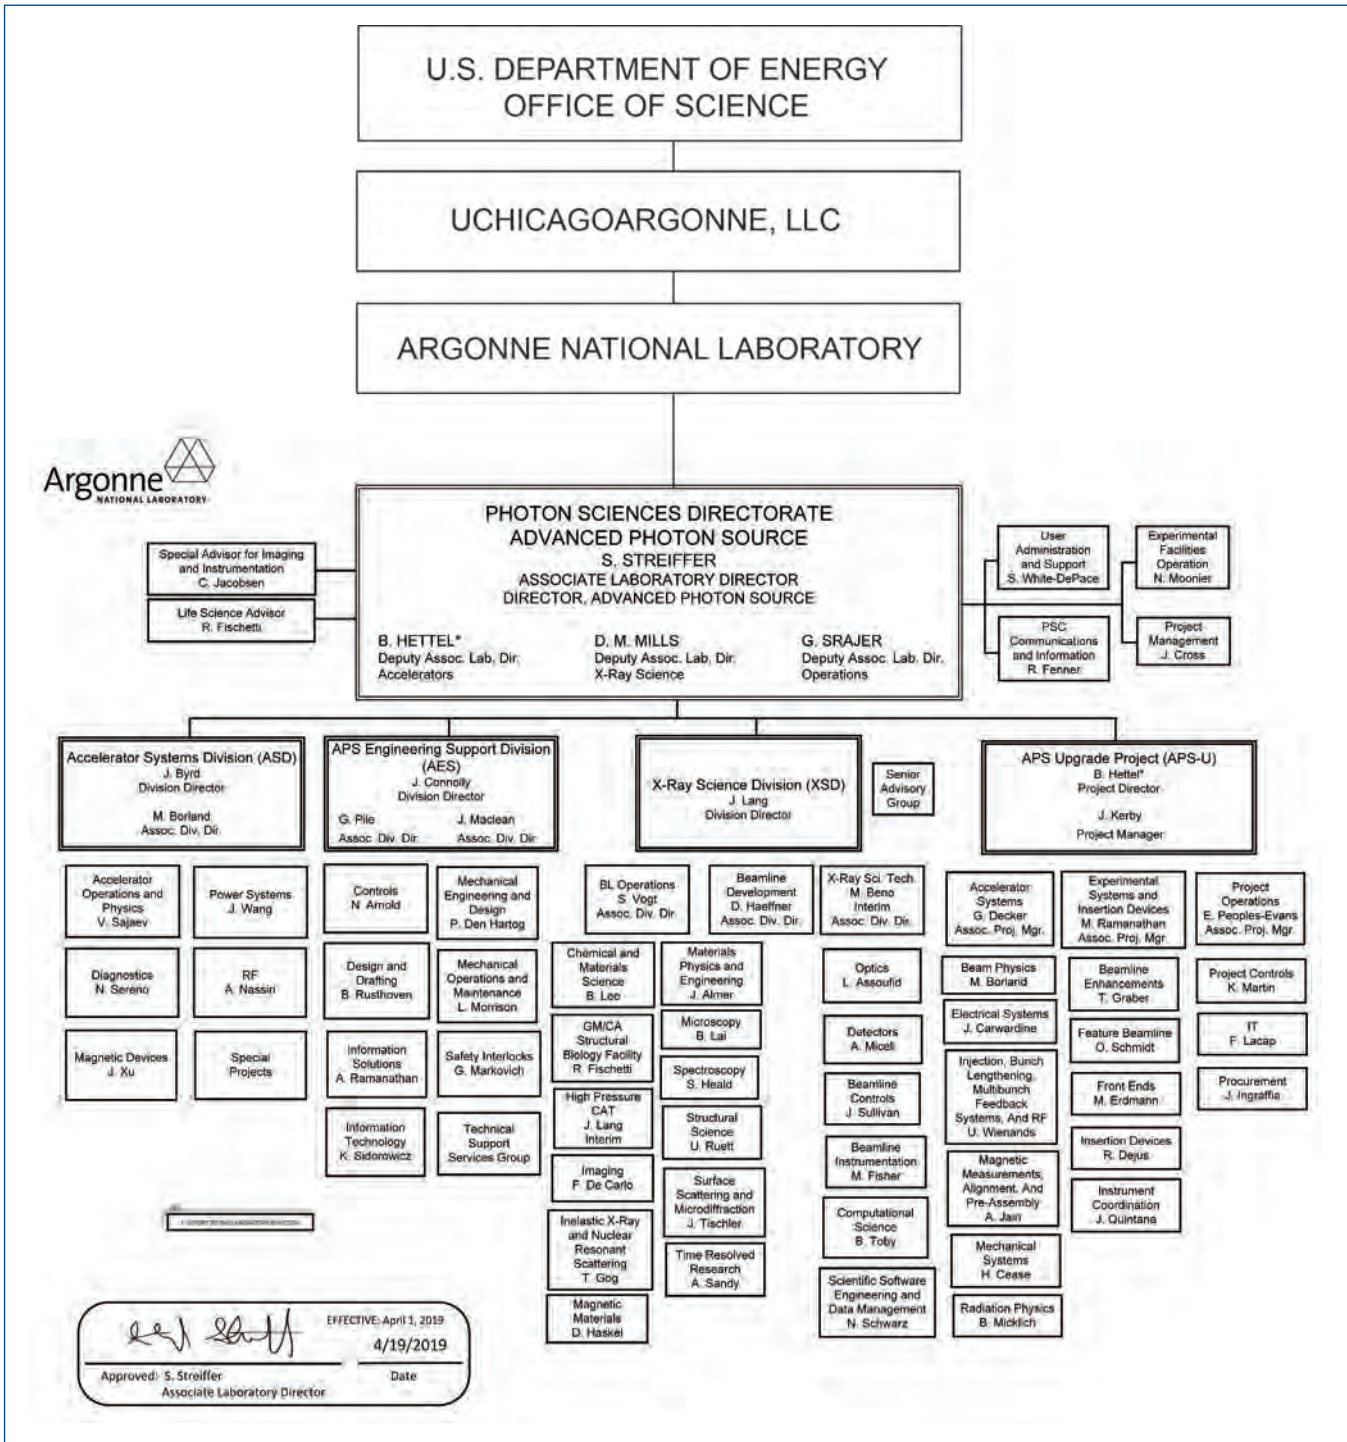 U.S. DEPARTMENT OF ENERGY
OFFICE OF SCIENCE
UCHICAGOARGONNE, LLC
ARGONNE NATIONAL LABORATORY
Argonne
NATIONAL LABORATORY
PHOTON SCIENCES DIRECTORATE
ADVANCED PHOTON SOURCE
S. STREIFFER
ASSOCIATE LABORATORY DIRECTOR
DIRECTOR, ADVANCED PHOTON SOURCE
B. HETTEL*
Deputy Assoc. Lab. Dir.
Accelerators
D. M. MILLS
Deputy Assoc. Lab. Dir.
X-Ray Science
G. SRAJER
Deputy Assoc. Lab. Dir.
Operations
Special Advisor for Imaging
and Instrumentation
C. Jacobsen
Life Science Advisor
R. Fischetti
User
Administration
and Support
S. White-DePace
Experimental
Facilities
Operation
N. Moonier
PSC
Communications
and Information
R. Fenner
Project
Management
J. Cross
Accelerator Systems Division (ASD)
J. Byrd
Division Director
M. Borland
Assoc. Div. Dir.
APS Engineering Support Division
(AES)
J. Connolly
Division Director
G. Pile
Assoc. Div. Dir.
J. Maclean
Assoc. Div. Dir.
X-Ray Science Division (XSD)
J. Lang
Division Director
Senior
Advisory
Group
APS Upgrade Project (APS-U)
B. Hettel*
Project Director
J. Kerby
Project Manager
Accelerator
Operations and
Physics
V. Sajaev
Power Systems
J. Wang
Diagnostics
N. Sereno
RF
A. Nassiri
Magnetic Devices
J. Xu
Special
Projects
Controls
N. Arnold
Mechanical
Engineering and
Design
P. Den Hartog
Design and
Drafting
B. Rusthoven
Mechanical
Operations and
Maintenance
L. Morrison
Information
Solutions
A. Ramanathan
Safety Interlocks
G. Markovich
Information
Technology
K. Sidorowicz
Technical
Support
Services Group
BL Operations
S. Vogt
Assoc. Div. Dir.
Beamline
Development
D. Haeffner
Assoc. Div. Dir.
X-Ray Sci. Tech.
M. Beno
Interim
Assoc. Div. Dir.
Chemical and
Materials
Science
B. Lee
Materials
Physics and
Engineering
J. Almer
GM/CA
Structural
Biology Facility
R. Fischetti
Microscopy
B. Lai
Spectroscopy
S. Heald
High Pressure
CAT
J. Lang
Interim
Structural
Science
U. Ruett
Imaging
F. De Carlo
Surface
Scattering and
Microdiffraction
J. Tischler
Inelastic X-Ray
and Nuclear
Resonant
Scattering
T. Gog
Time Resolved
Research
A. Sandy
Magnetic
Materials
D. Haskel
Optics
L. Assoufid
Detectors
A. Miceli
Beamline
Controls
J. Sullivan
Beamline
Instrumentation
M. Fisher
Computational
Science
B. Toby
Scientific Software
Engineering and
Data Management
N. Schwarz
Accelerator
Systems
G. Decker
Assoc. Proj. Mgr.
Experimental
Systems and
Insertion Devices
M. Ramanathan
Assoc. Proj. Mgr.
Project
Operations
E. Peoples-Evans
Assoc. Proj. Mgr.
Beam Physics
M. Borland
Electrical Systems
J. Carwardine
Injection, Bunch
Lengthening,
Multibunch
Feedback
Systems, And RF
U. Wienands
Magnetic
Measurements,
Alignment, And
Pre-Assembly
A. Jain
Mechanical
Systems
H. Cease
Radiation Physics
B. Micklich
Beamline
Enhancements
T. Graber
Feature Beamline
O. Schmidt
Front Ends
M. Erdmann
Insertion Devices
R. Dejus
Instrument
Coordination
J. Quintana
Project Controls
K. Martin
IT
F. Lacap
Procurement
J. Ingraffia
EFFECTIVE: April 1, 2019
4/19/2019
Approved: S. Streiffer
Associate Laboratory Director
Date